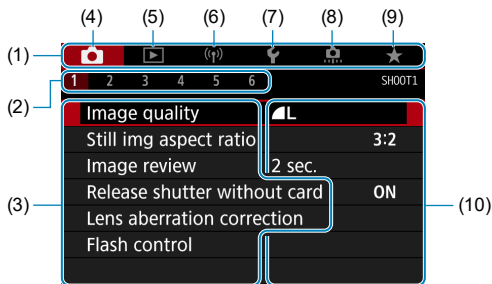 (4) (5) (6) (7) (8) (9)
(1)
(2) 1 2 3 4 5 6 SHOOT1
Image quality L
Still img aspect ratio 3:2
Image review 2 sec.
(3) Release shutter without card ON (10)
Lens aberration correction
Flash control